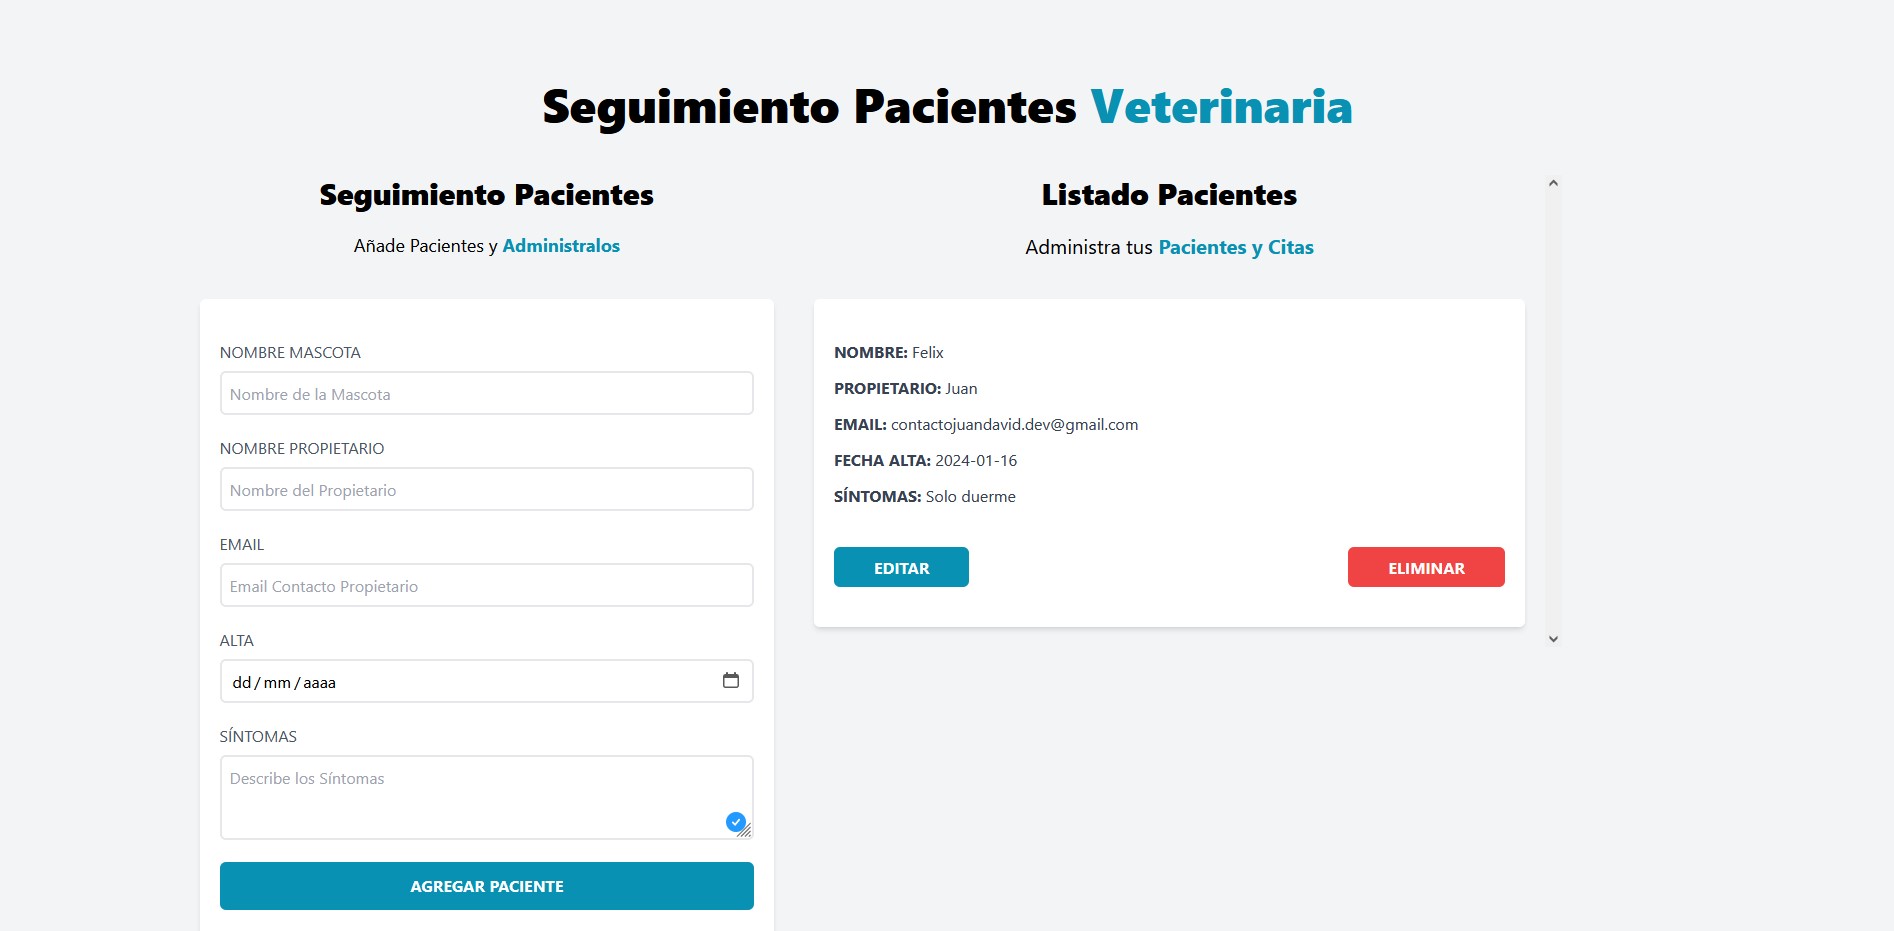 Seguimiento Pacientes Veterinaria
Seguimiento Pacientes
Añade Pacientes y Administralos
NOMBRE MASCOTA
Nombre de la Mascota
NOMBRE PROPIETARIO
Nombre del Propietario
EMAIL
Email Contacto Propietario
ALTA
dd/mm/aaaa
SÍNTOMAS
Describe los Síntomas
AGREGAR PACIENTE
Listado Pacientes
Administra tus Pacientes y Citas
NOMBRE: Felix
PROPIETARIO: Juan
EMAIL: contactojuandavid.dev@gmail.com
FECHA ALTA: 2024-01-16
SÍNTOMAS: Solo duerme
EDITAR
ELIMINAR